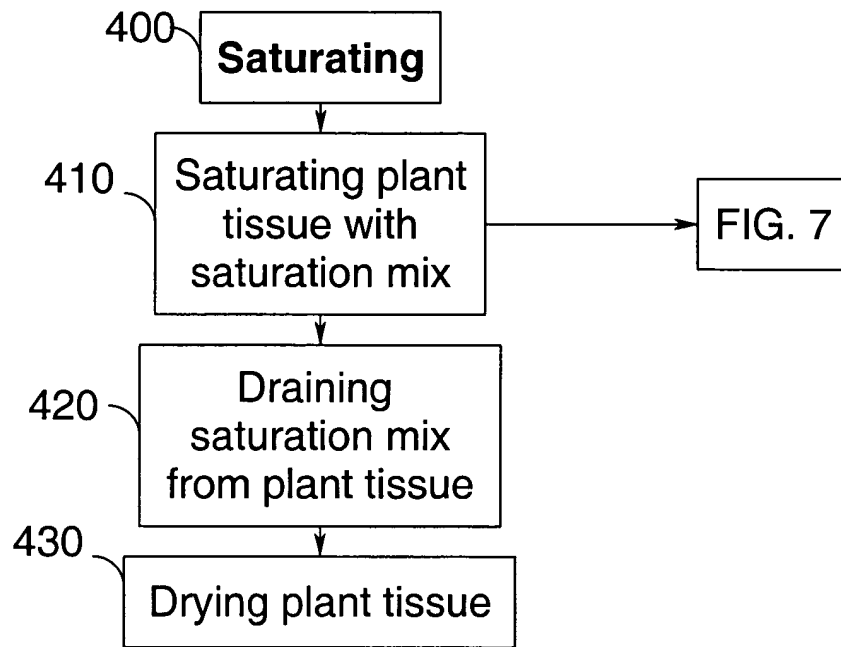 400
Saturating
410
Saturating plant
tissue with
saturation mix
FIG. 7
420
Draining
saturation mix
from plant tissue
430
Drying plant tissue